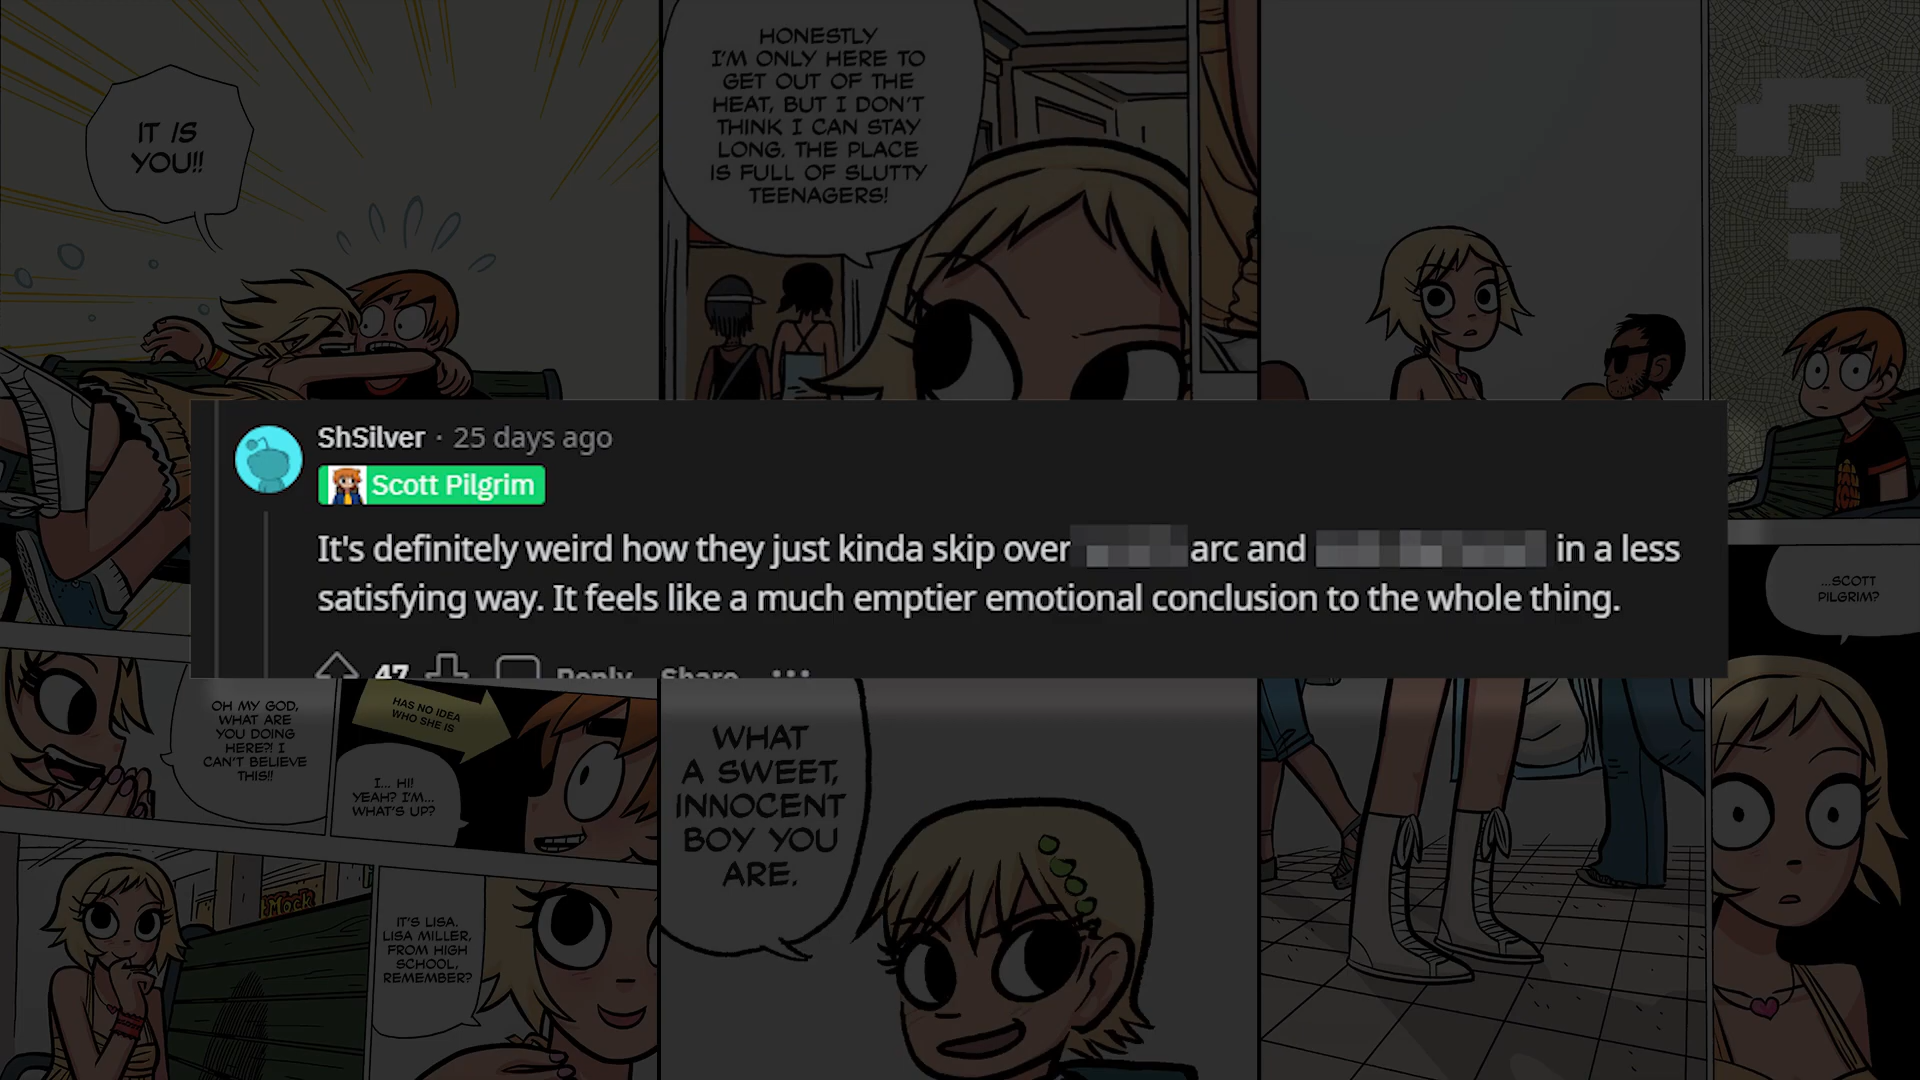 IT IS
YOU!!
HONESTLY
I'M ONLY HERE TO
GET OUT OF THE
HEAT, BUT I DON'T
THINK I CAN STAY
LONG. THE PLACE
IS FULL OF SLUTTY
TEENAGERS!
ShSilver · 25 days ago
Scott Pilgrim
It's definitely weird how they just kinda skip over arc and in a less
satisfying way. It feels like a much emptier emotional conclusion to the whole thing.
47 Reply Share ...
...SCOTT
PILGRIM?
OH MY GOD,
WHAT ARE
YOU DOING
HERE?! I
CAN'T BELIEVE
THIS!!
HAS NO IDEA
WHO SHE IS
I... HI!
YEAH? I'M...
WHAT'S UP?
Mock
IT'S LISA.
LISA MILLER,
FROM HIGH
SCHOOL,
REMEMBER?
WHAT
A SWEET,
INNOCENT
BOY YOU
ARE.
?